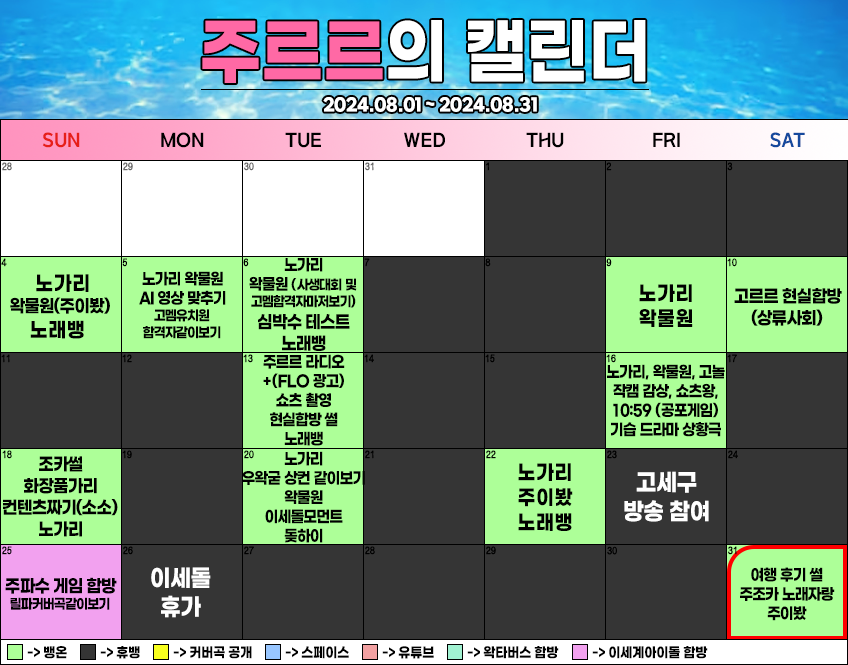 주르르의 캘린더
2024.08.01 ~ 2024.08.31
SUN MON TUE WED THU FRI SAT
28 29 30 31 1 2 3
4
노가리
왁물원(주이봤)
노래뱅
5
노가리 왁물원
AI 영상 맞추기
고멤유치원
합격자같이보기
6
노가리
왁물원 (사생대회 및
고멤합격자마저보기)
심박수 테스트
노래뱅
7
8
9
노가리
왁물원
10
고르르 현실합방
(상류사회)
11
12
13
주르르 라디오
+(FLO 광고)
쇼츠 촬영
현실합방 썰
노래뱅
14
15
16
노가리, 왁물원, 고놀
작캠 감상, 쇼츠왕,
10:59 (공포게임)
기습 드라마 상황극
17
18
조카썰
화장품가리
컨텐츠짜기(소소)
노가리
19
20
노가리
우왁굳 상컨 같이보기
왁물원
이세돌모먼트
돚하이
21
22
노가리
주이봤
노래뱅
23
고세구
방송 참여
24
25
주파수 게임 합방
릴파커버곡같이보기
26
이세돌
휴가
27
28
29
30
31
여행 후기 썰
주조카 노래자랑
주이봤
-> 뱅온 -> 휴뱅 -> 커버곡 공개 -> 스페이스 -> 유튜브 -> 왁타버스 합방 -> 이세계아이돌 합방